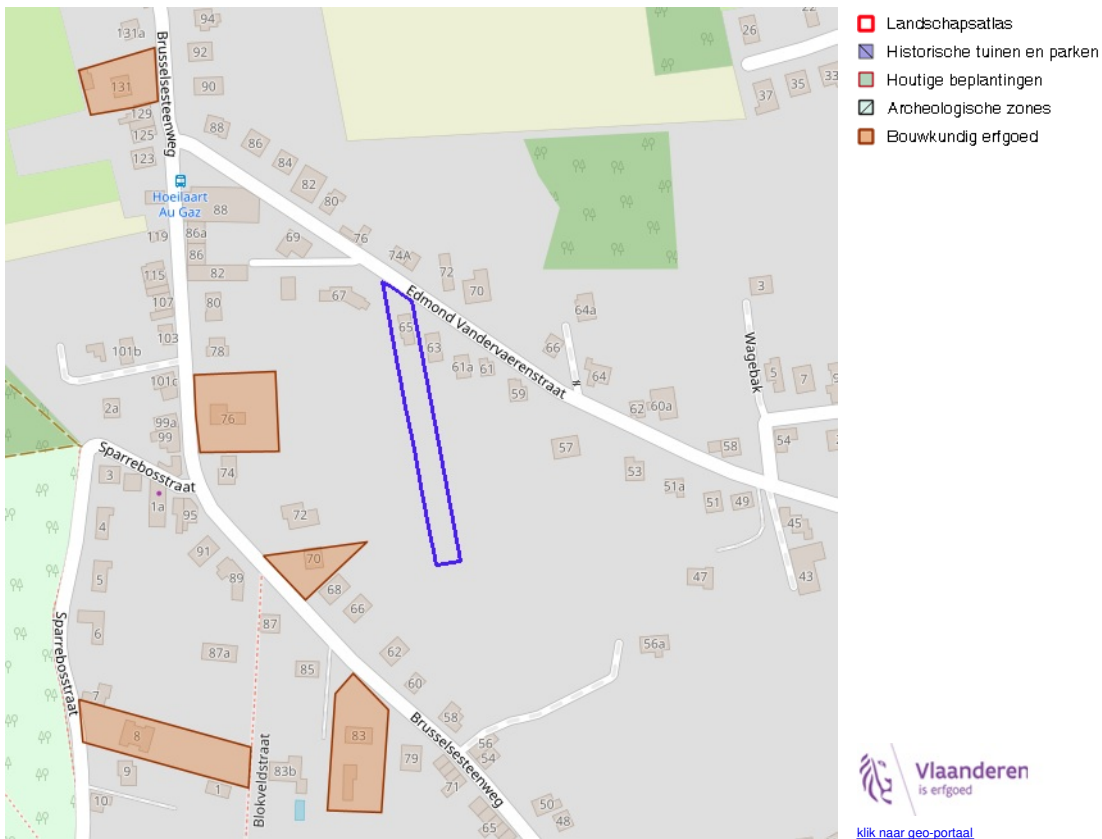 Landschapsatlas
Historische tuinen en parken
Houtige beplantingen
Archeologische zones
Bouwkundig erfgoed
94
131a
Brusselsesteenweg
92
131
90
129
125
123
88
86
84
82
80
26
22
37
35
33
Hoeilaart
Au Gaz
88
119
86a
86
82
69
76
74A
72
70
67
115
107
80
103
78
101b
101c
2a
99a
99
76
74
65
63
61a
61
59
Edmond Vandervaerenstraat
64a
66
64
62
60a
57
58
53
51a
51
49
3
Wagebak
5
7
9
54
2
45
43
47
Sparrebosstraat
3
1a
95
4
5
6
91
89
72
70
68
66
87
87a
85
62
60
56a
Sparrebosstraat
7
8
9
10
1
Blokveldstraat
83b
83
Brusselsesteenweg
79
71
58
56
54
50
48
65
Vlaanderen
is erfgoed
klik naar geo-portaal